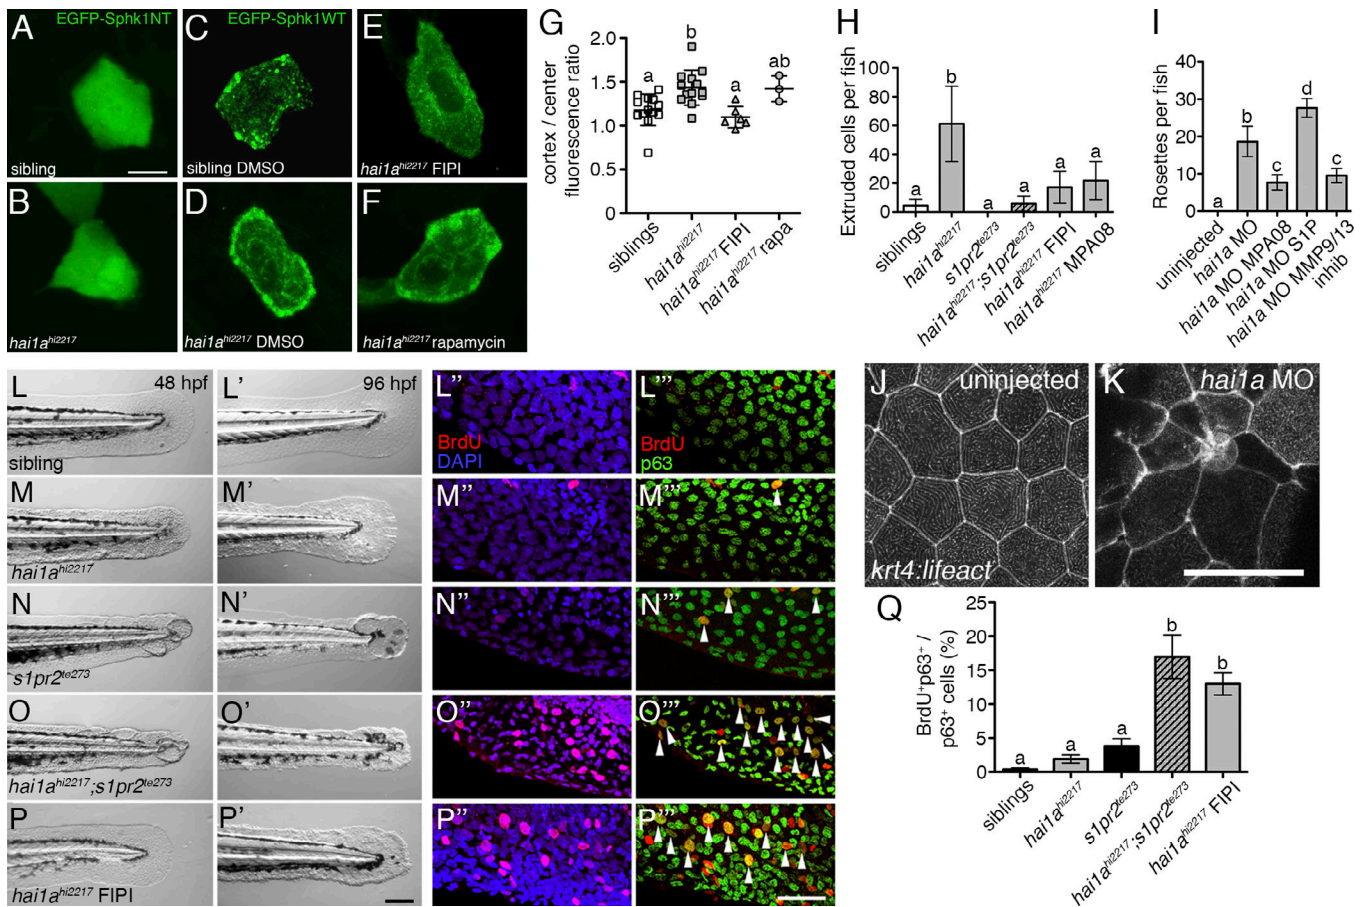 A
EGFP-Sphk1NT
sibling
B
hai1a hi2217
C
EGFP-Sphk1WT
sibling DMSO
D
hai1a hi2217 DMSO
E
hai1a hi2217 FIPI
F
hai1a hi2217 rapamycin
G
cortex / center
fluorescence ratio
2.0
1.5
1.0
0.5
0
a
b
a
ab
siblings
hai1a hi2217
hai1a hi2217 FIPI
hai1a hi2217 rapa
H
Extruded cells per fish
100
80
60
40
20
0
a
b
a
a
a
a
siblings
hai1a hi2217
s1pr2 te273
hai1a hi2217;s1pr2 te273
hai1a hi2217 FIPI
hai1a hi2217 MPA08
I
Rosettes per fish
40
30
20
10
0
a
b
c
d
c
uninjected
hai1a MO
hai1a MO MPA08
hai1a MO S1P
hai1a MO MMP9/13
inhib
J
uninjected
krt4:lifeact
K
hai1a MO
L
48 hpf
sibling
L'
96 hpf
L''
BrdU
DAPI
L'''
BrdU
p63
M
hai1a hi2217
M'
M''
M'''
N
s1pr2 te273
N'
N''
N'''
O
hai1a hi2217;s1pr2 te273
O'
O''
O'''
P
hai1a hi2217 FIPI
P'
P''
P'''
Q
BrdU+p63+ /
p63+ cells (%)
25
20
15
10
5
0
a
a
a
b
b
siblings
hai1a hi2217
s1pr2 te273
hai1a hi2217;s1pr2 te273
hai1a hi2217 FIPI